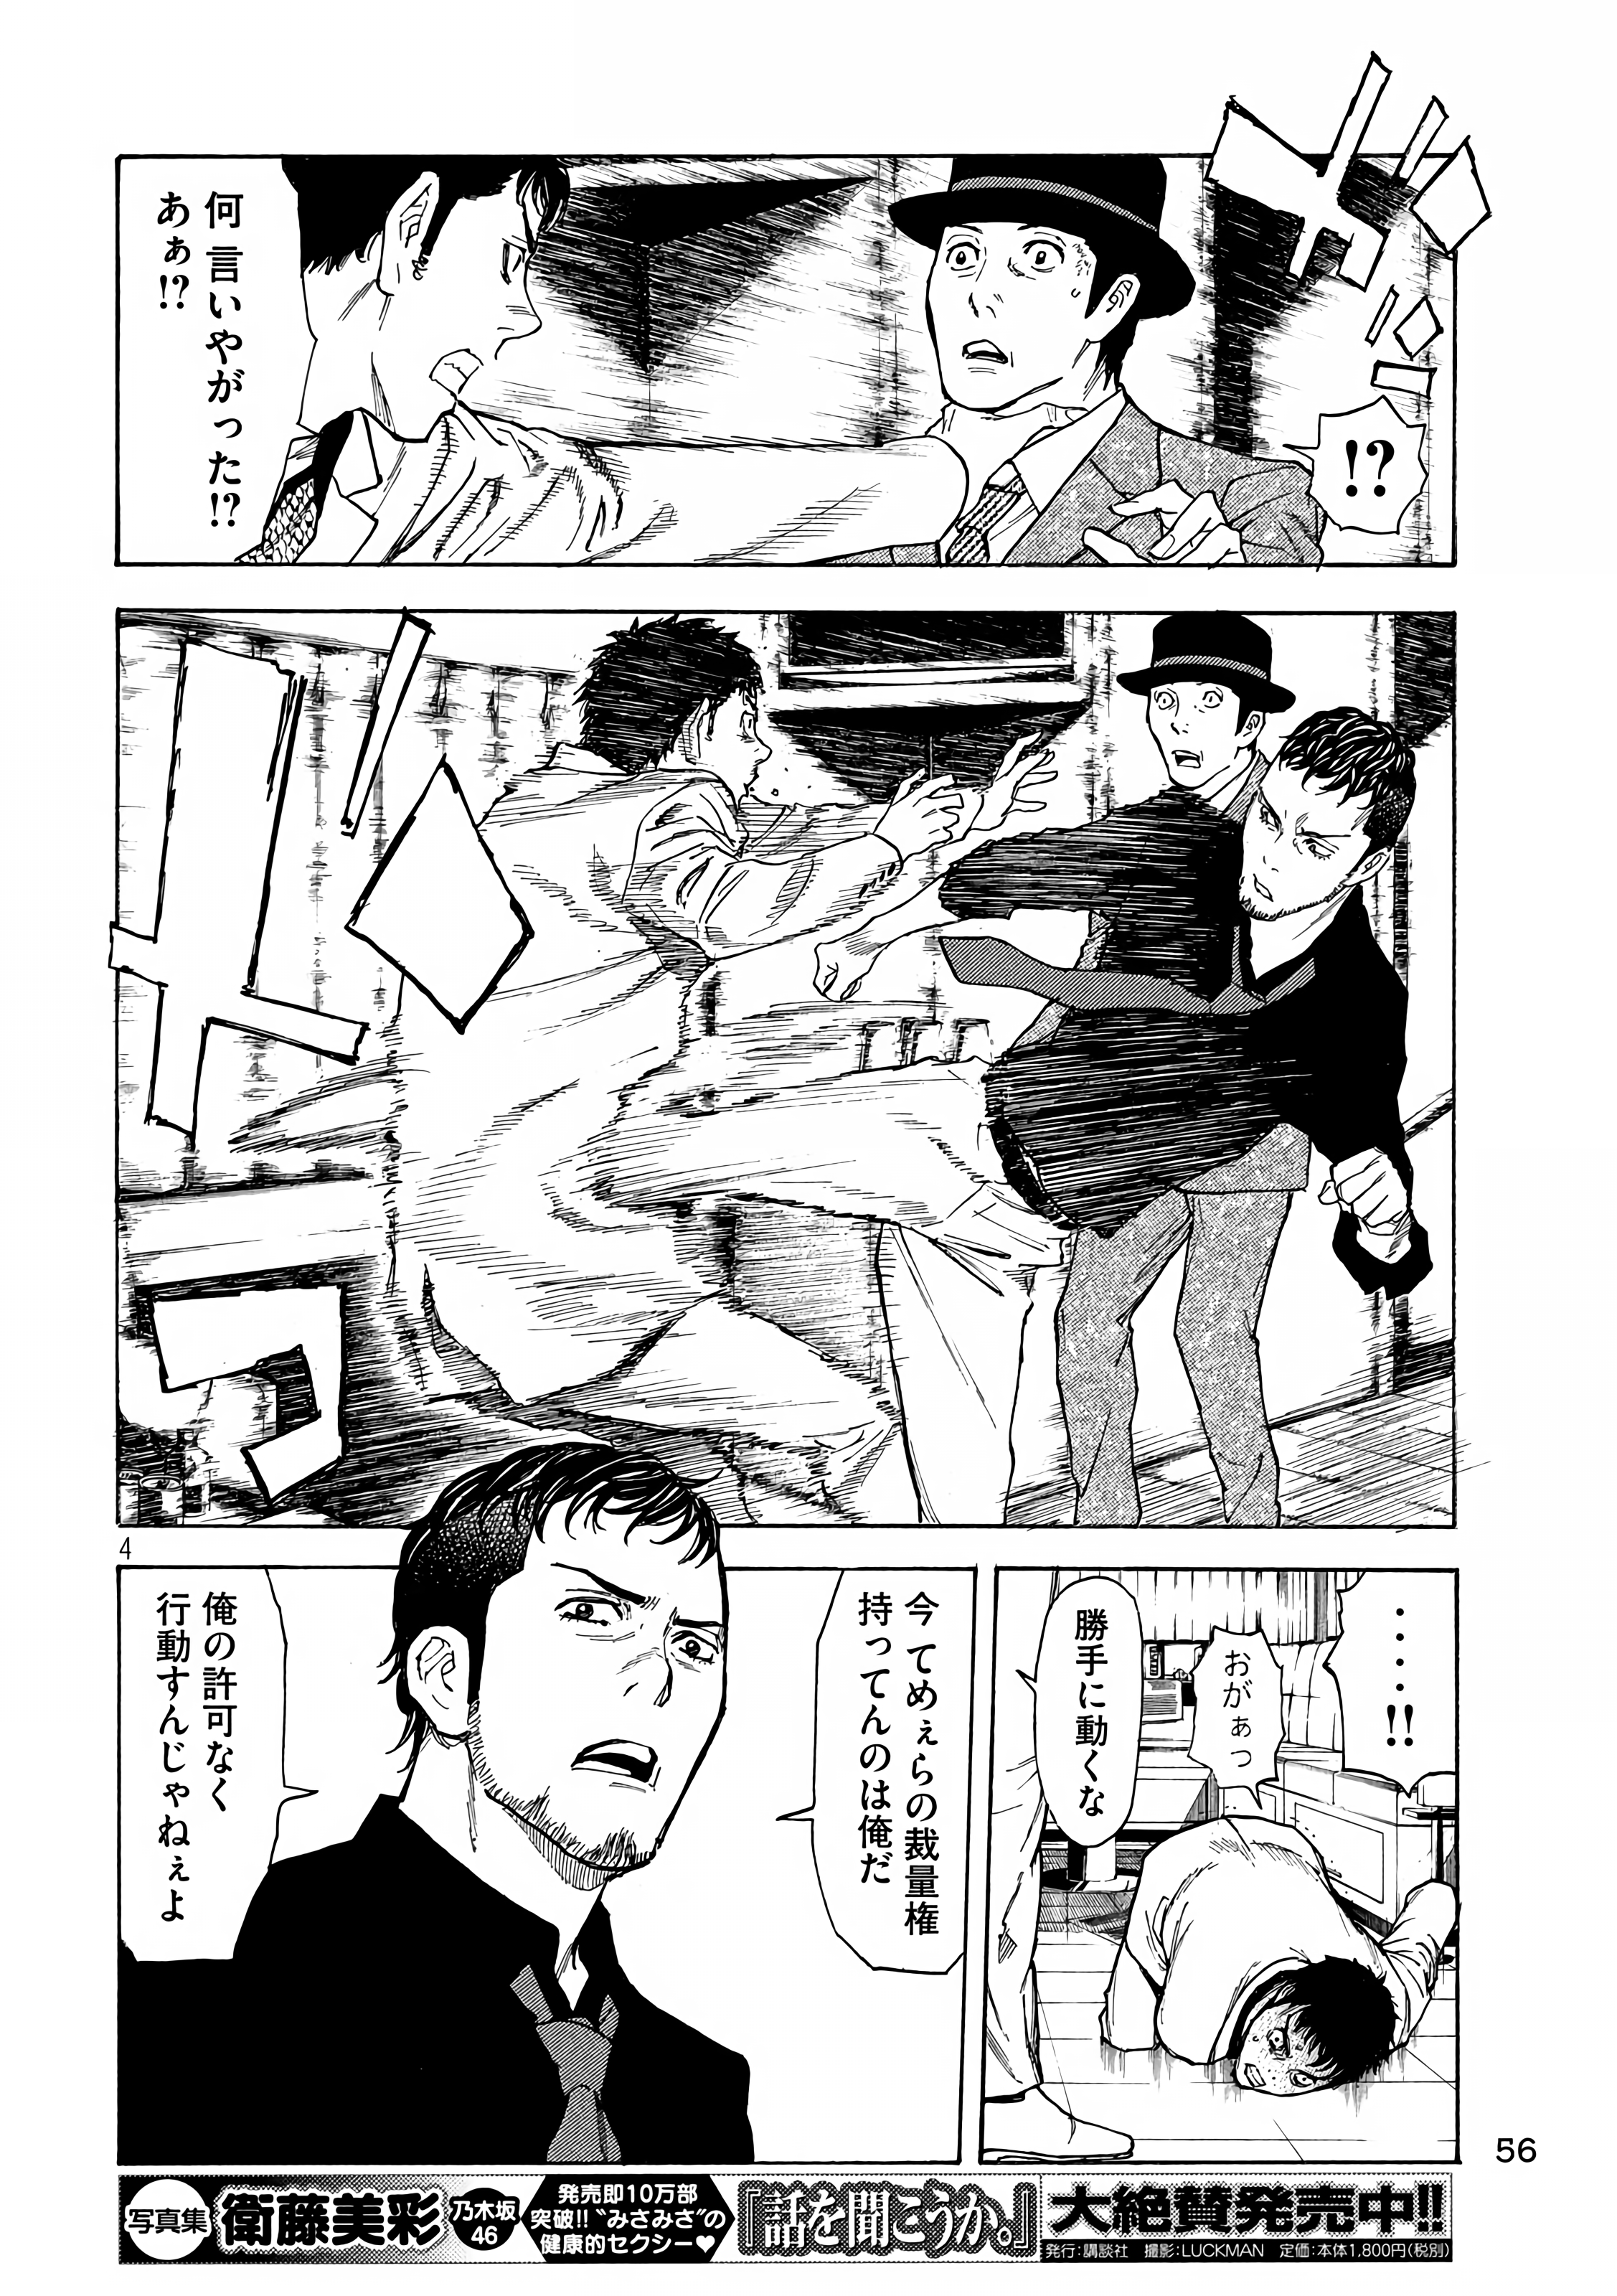 ガッ
!?
何言いやがった!?
あぁ!?
ガコ
‥‥‥!!
おがぁっ
勝手に動くな
今てめぇらの裁量権
持ってんのは俺だ
俺の許可なく
行動すんじゃねぇよ
4
56
写真集
衛藤美彩
乃木坂
46
発売即10万部
突破!!“みさみさ”の
健康的セクシー♥
『話を聞こうか。』
大絶賛発売中!!
発行:講談社 撮影:LUCKMAN 定価:本体1,800円(税別)